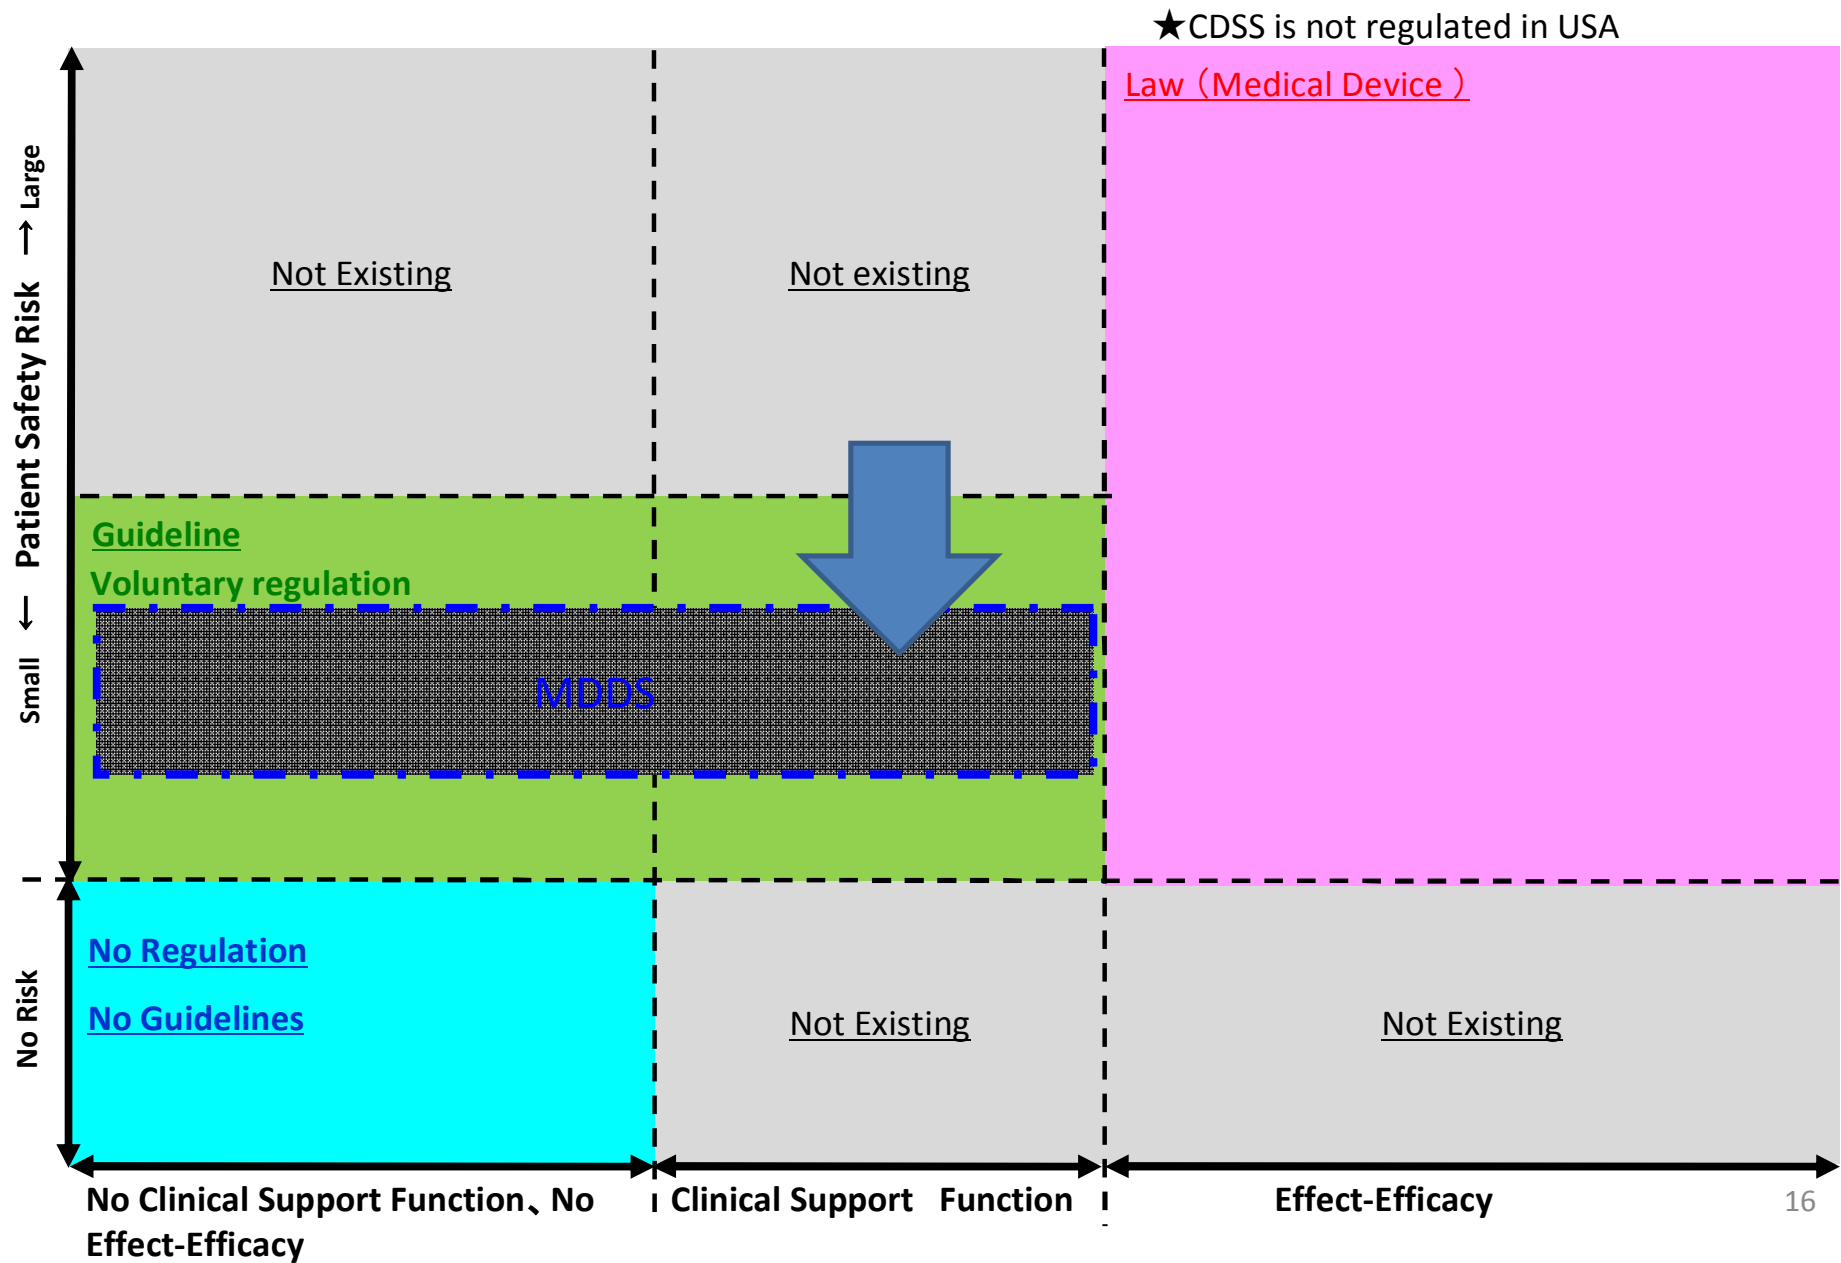 ★CDSS is not regulated in USA
Law（Medical Device ）
Small ← Patient Safety Risk → Large
Not Existing
Not existing
Guideline
Voluntary regulation
MDDS
No Risk
No Regulation
No Guidelines
Not Existing
Not Existing
No Clinical Support Function、No
Effect-Efficacy
Clinical Support Function
Effect-Efficacy
16